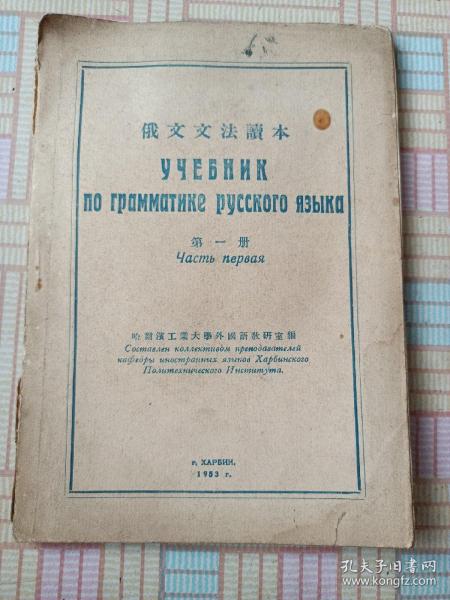 俄文文法讀本
УЧЕБНИК
по грамматике русского языка
第一册
Часть первая
哈爾濱工業大學外國語教研室編
Составлен коллективом преподавателей
кафедры иностранных языков Харбинского
Политехнического Института.
г. ХАРБИН.
1953 г.
孔夫子旧书网
www.kongfz.com